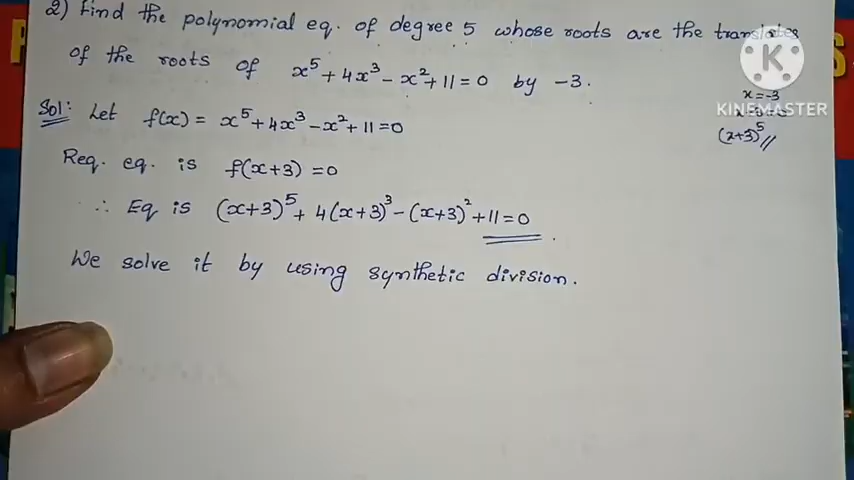 2) Find the polynomial eq. of degree 5 whose roots are the translates
of the roots of x⁵ + 4x³ - x² + 11 = 0 by -3.
Sol: Let f(x) = x⁵ + 4x³ - x² + 11 = 0
Req. eq. is f(x+3) = 0
∴ Eq is (x+3)⁵ + 4(x+3)³ - (x+3)² + 11 = 0.
We solve it by using synthetic division.
K
KINEMASTER
x = -3
(x+3)⁵//